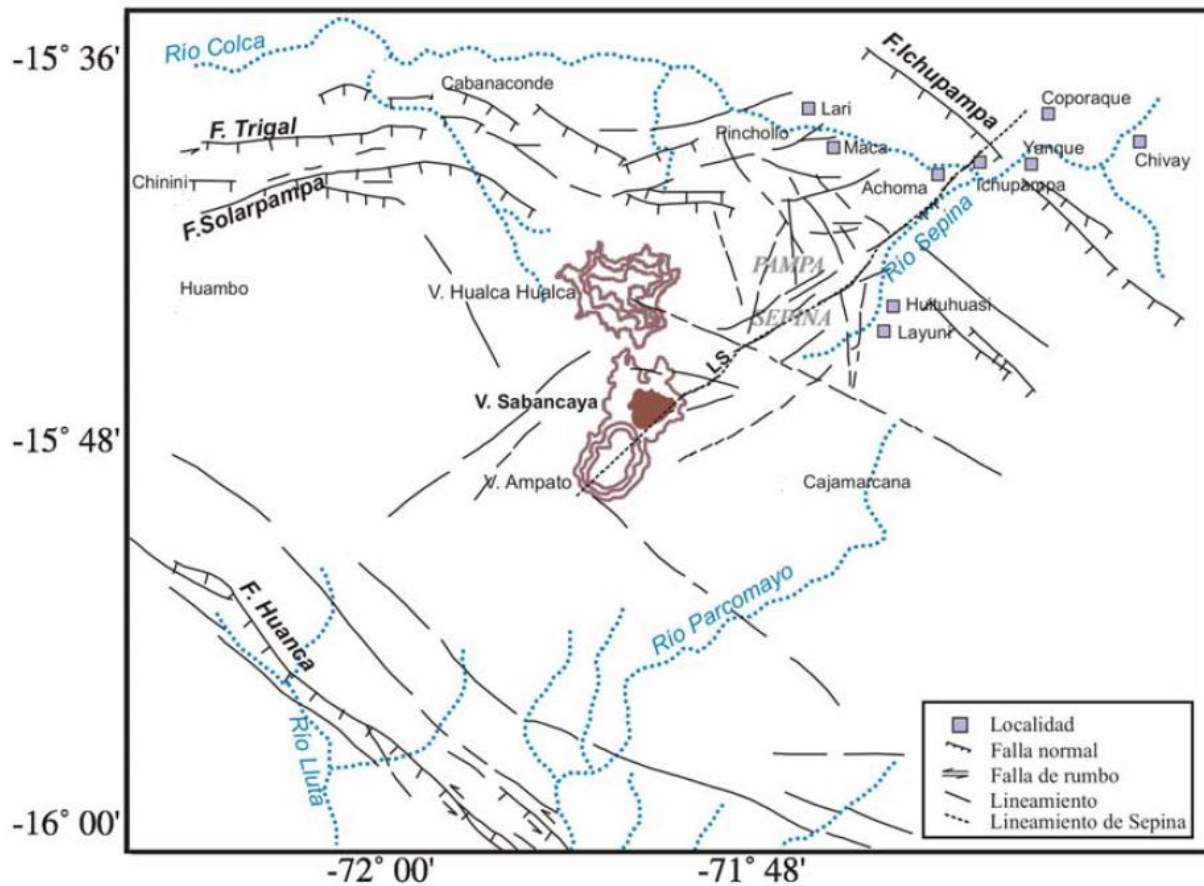 -15° 36'
Río Colca
Cabanaconde
F.Ichupampa
Coporaque
Lari
F. Trigal
Pinchollo
Maca
Yanque
Chivay
Chinini
Achoma
Ichupampa
F.Solarpampa
Río Sepina
PAMPA
Huambo
V. Hualca Hualca
SEPINA
Layuni
LS.
V. Sabancaya
-15° 48'
V. Ampato
Cajamarcana
Río Parcomayo
F. Huanca
Río Lluta
Localidad
Falla normal
Falla de rumbo
Lineamiento
Lineamiento de Sepina
-16° 00'
-72° 00'
-71° 48'